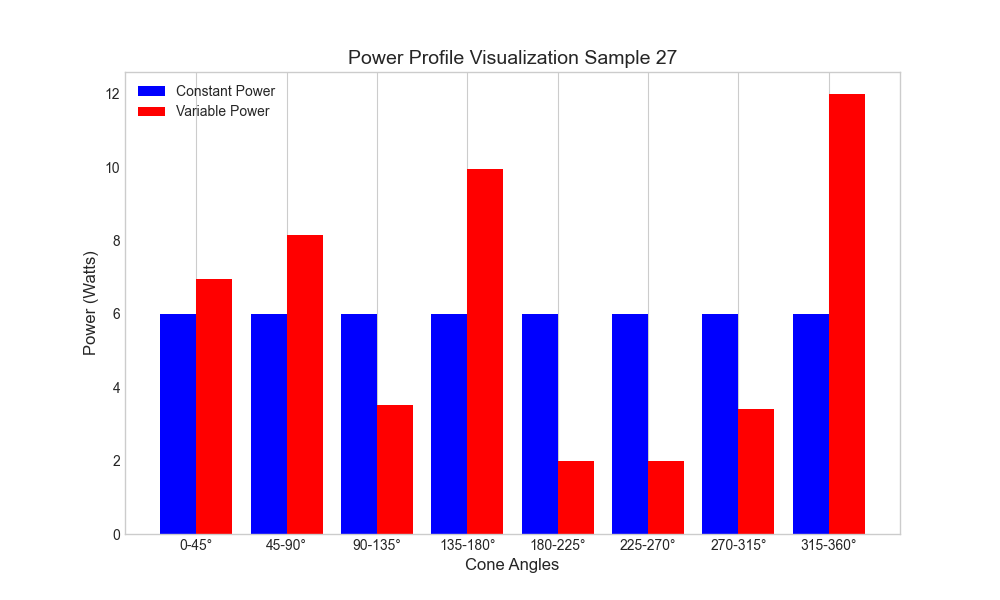 Power Profile Visualization Sample 27
Constant Power
Variable Power
12
10
8
6
4
2
0
Power (Watts)
0-45° 45-90° 90-135° 135-180° 180-225° 225-270° 270-315° 315-360°
Cone Angles